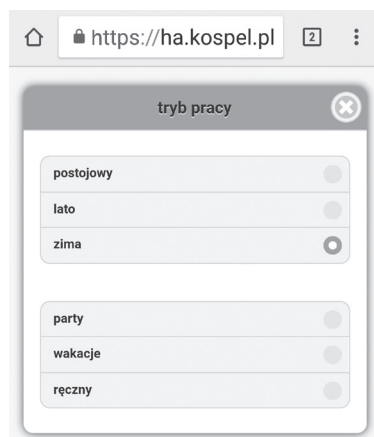 https://ha.kospel.pl 2
tryb pracy
postojowy
lato
zima
party
wakacje
ręczny